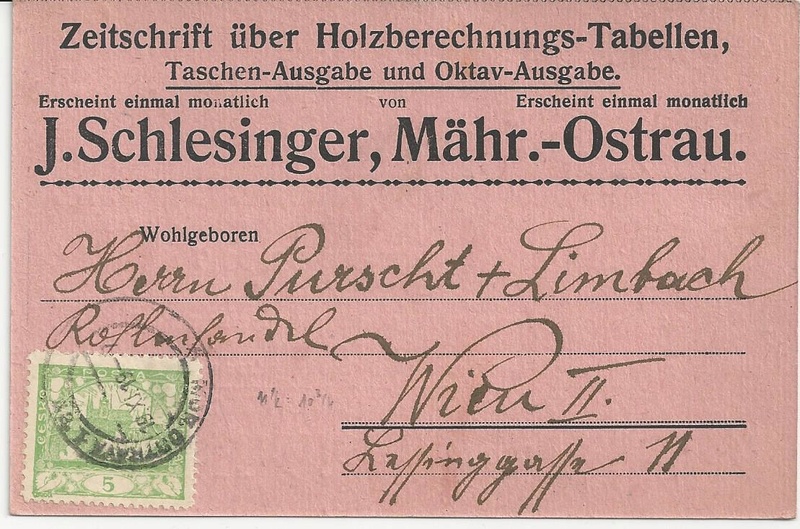 Zeitschrift über Holzberechnungs-Tabellen,
Taschen-Ausgabe und Oktav-Ausgabe.
Erscheint einmal monatlich von Erscheint einmal monatlich
J. Schlesinger, Mähr.-Ostrau.
Wohlgeboren
Herrn Purscht + Limbach
Wien II.
Lessinggasse 11
5